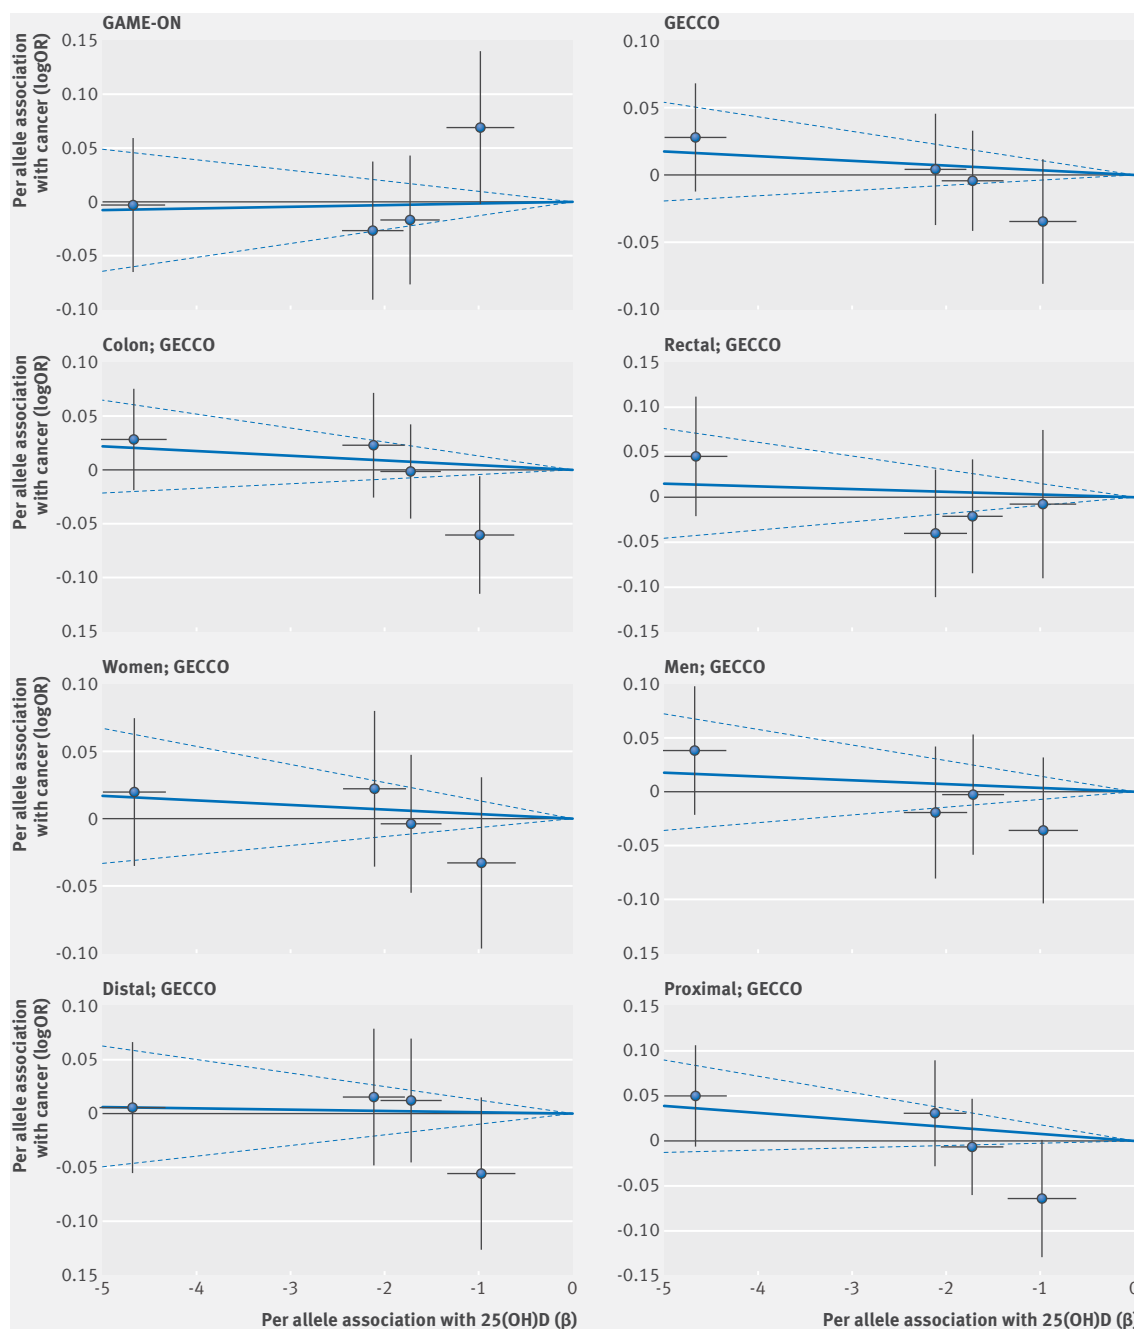 GAME-ON
Per allele association
with cancer (logOR)
0.15
0.10
0.05
0
-0.05
-0.10
GECCO
0.10
0.05
0
-0.05
-0.10
Colon; GECCO
Per allele association
with cancer (logOR)
0.10
0.05
0
-0.05
-0.10
0.15
Rectal; GECCO
0.15
0.10
0.05
0
-0.05
-0.10
0.15
Women; GECCO
Per allele association
with cancer (logOR)
0.10
0.05
0
-0.05
-0.10
Men; GECCO
0.10
0.05
0
-0.05
-0.10
0.15
Distal; GECCO
Per allele association
with cancer (logOR)
0.10
0.05
0
-0.05
-0.10
0.15
-5 -4 -3 -2 -1 0
Per allele association with 25(OH)D (β)
Proximal; GECCO
0.15
0.10
0.05
0
-0.05
-0.10
0.15
-5 -4 -3 -2 -1 0
Per allele association with 25(OH)D (β)